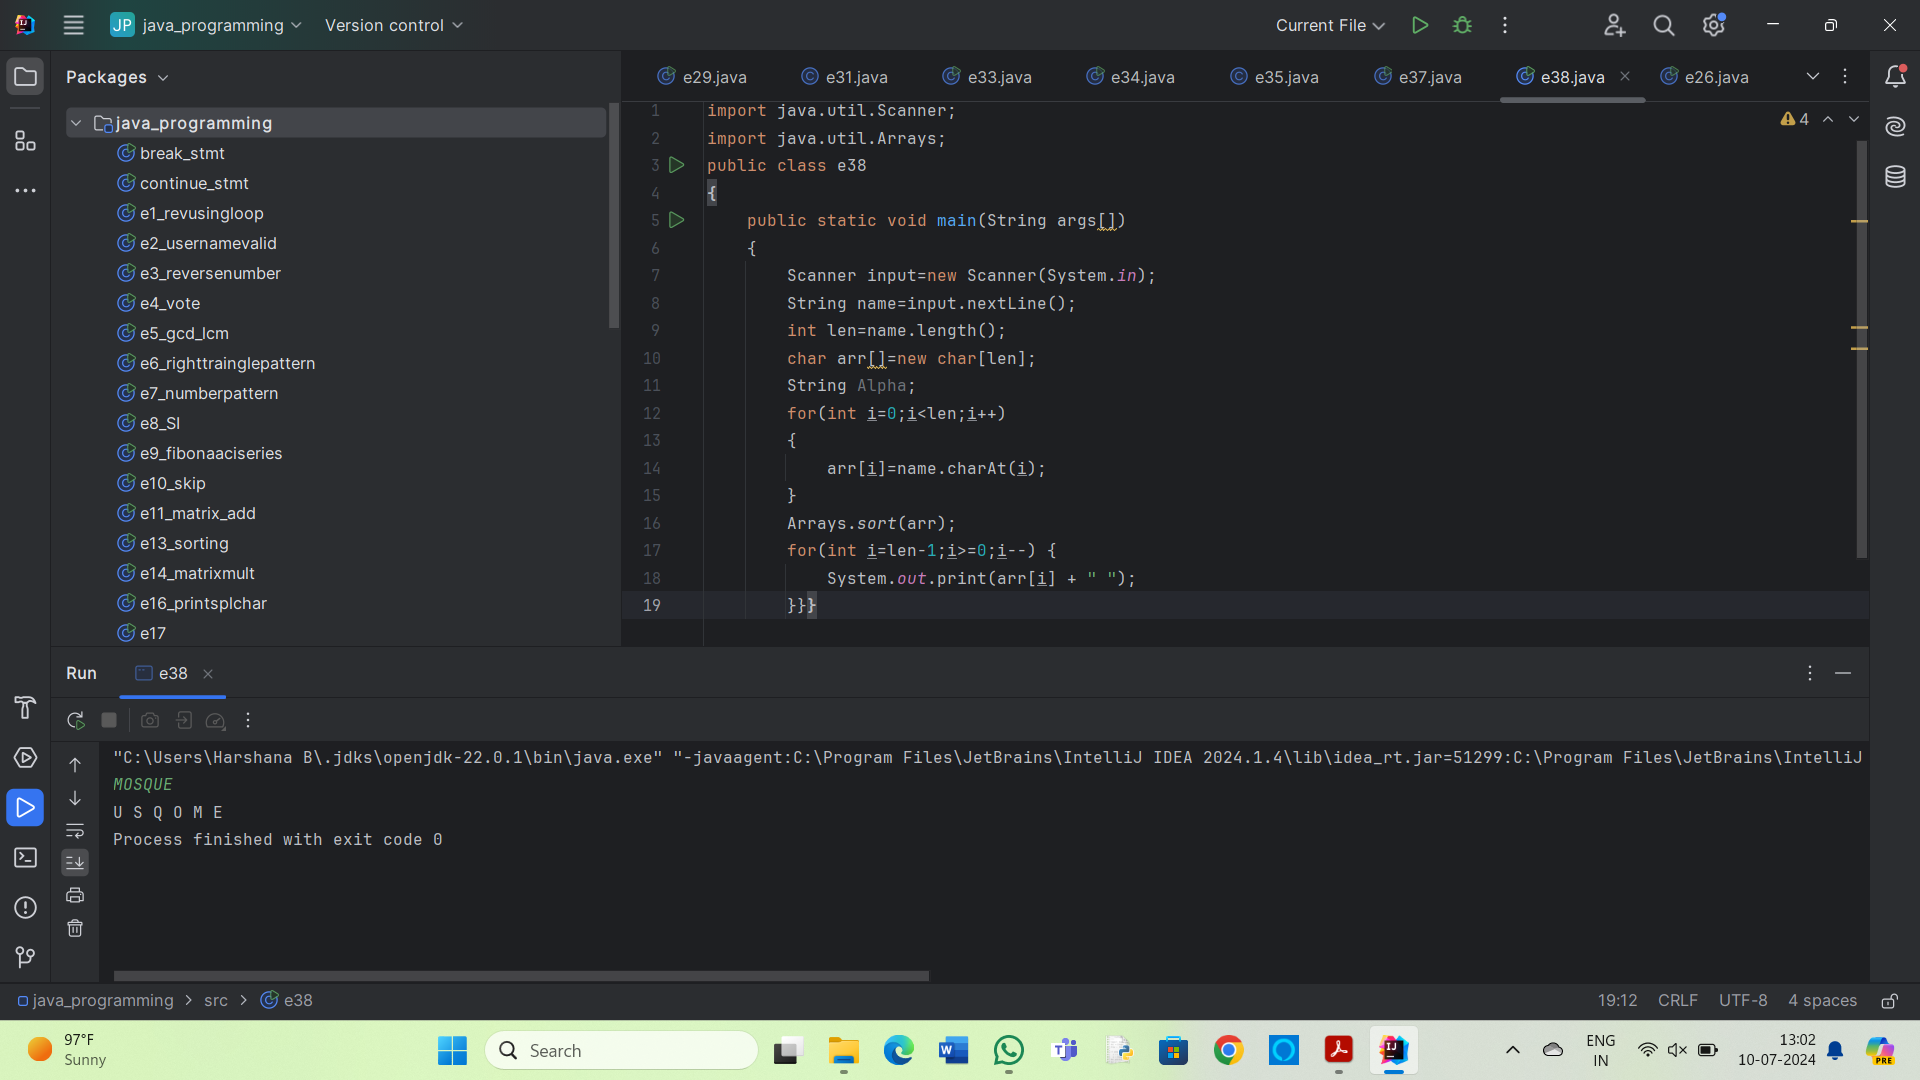 JP java_programming Version control Current File
Packages
java_programming
break_stmt
continue_stmt
e1_revusingloop
e2_usernamevalid
e3_reversenumber
e4_vote
e5_gcd_lcm
e6_righttrainglepattern
e7_numberpattern
e8_SI
e9_fibonaaciseries
e10_skip
e11_matrix_add
e13_sorting
e14_matrixmult
e16_printsplchar
e17
e29.java e31.java e33.java e34.java e35.java e37.java e38.java e26.java
4
1 import java.util.Scanner;
2 import java.util.Arrays;
3 public class e38
4 {
5 public static void main(String args[])
6 {
7 Scanner input=new Scanner(System.in);
8 String name=input.nextLine();
9 int len=name.length();
10 char arr[]=new char[len];
11 String Alpha;
12 for(int i=0;i<len;i++)
13 {
14 arr[i]=name.charAt(i);
15 }
16 Arrays.sort(arr);
17 for(int i=len-1;i>=0;i--) {
18 System.out.print(arr[i] + " ");
19 }}}
Run e38
"C:\Users\Harshana B\.jdks\openjdk-22.0.1\bin\java.exe" "-javaagent:C:\Program Files\JetBrains\IntelliJ IDEA 2024.1.4\lib\idea_rt.jar=51299:C:\Program Files\JetBrains\IntelliJ
MOSQUE
U S Q O M E
Process finished with exit code 0
java_programming > src > e38 19:12 CRLF UTF-8 4 spaces
97°F
Sunny
Search
ENG
IN
13:02
10-07-2024
PRE